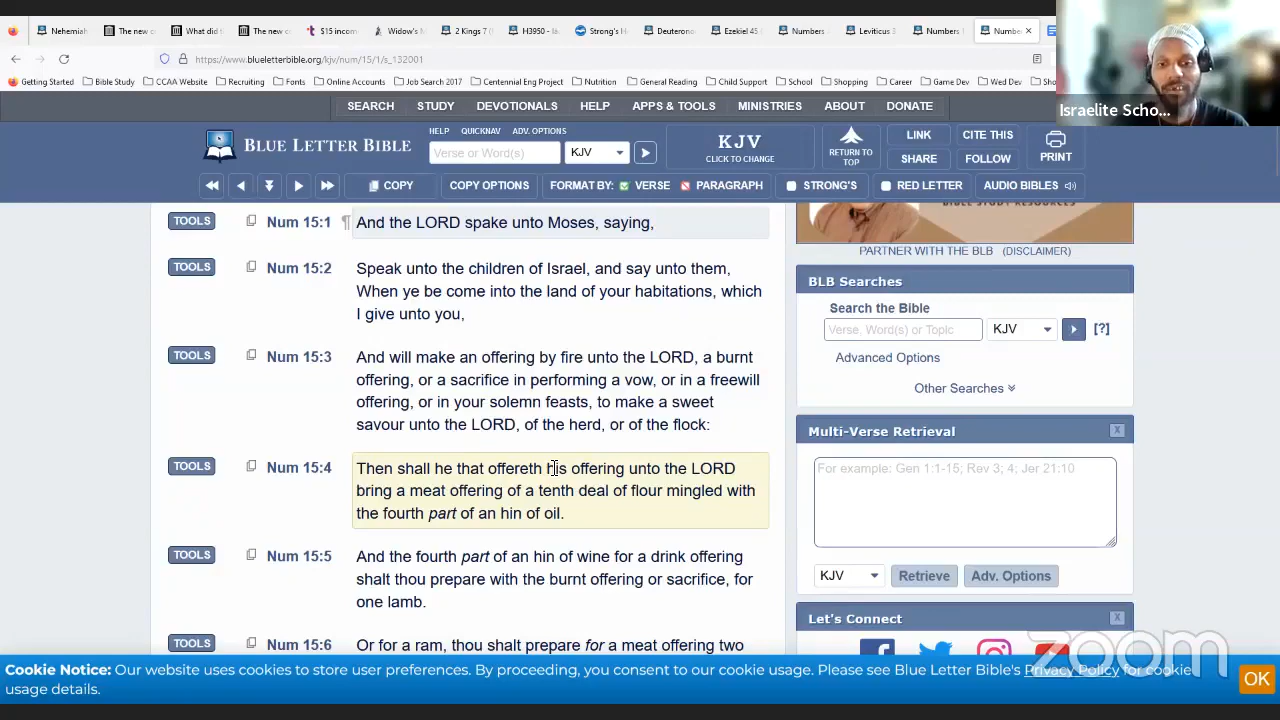 Nehemiah
The new c
What did t
The new c
$15 incom
Widow's M
2 Kings 7 (
H3950 - l
Strong's H
Deuterono
Ezekiel 45
Numbers
Leviticus 3
Numbers
Numbe
https://www.blueletterbible.org/kjv/num/15/1/s_132001
Getting Started Bible Study CCAA Website Recruiting Fonts Online Accounts Job Search 2017 Centennial Eng Project Nutrition General Reading Child Support School Shopping Career Game Dev Wed Dev Sho
Israelite Scho...
SEARCH STUDY DEVOTIONALS HELP APPS & TOOLS MINISTRIES ABOUT DONATE
BLUE LETTER BIBLE
HELP QUICKNAV ADV. OPTIONS
Verse or Word(s) KJV
KJV
CLICK TO CHANGE
RETURN TO
TOP
LINK CITE THIS
SHARE FOLLOW
PRINT
COPY COPY OPTIONS FORMAT BY: VERSE PARAGRAPH STRONG'S RED LETTER AUDIO BIBLES
TOOLS Num 15:1 ¶ And the LORD spake unto Moses, saying,
TOOLS Num 15:2 Speak unto the children of Israel, and say unto them,
When ye be come into the land of your habitations, which
I give unto you,
TOOLS Num 15:3 And will make an offering by fire unto the LORD, a burnt
offering, or a sacrifice in performing a vow, or in a freewill
offering, or in your solemn feasts, to make a sweet
savour unto the LORD, of the herd, or of the flock:
TOOLS Num 15:4 Then shall he that offereth his offering unto the LORD
bring a meat offering of a tenth deal of flour mingled with
the fourth part of an hin of oil.
TOOLS Num 15:5 And the fourth part of an hin of wine for a drink offering
shalt thou prepare with the burnt offering or sacrifice, for
one lamb.
TOOLS Num 15:6 Or for a ram, thou shalt prepare for a meat offering two
BIBLE STUDY RESOURCES
PARTNER WITH THE BLB (DISCLAIMER)
BLB Searches
Search the Bible
Verse, Word(s) or Topic KJV [?]
Advanced Options
Other Searches
Multi-Verse Retrieval X
For example: Gen 1:1-15; Rev 3; 4; Jer 21:10
KJV Retrieve Adv. Options
Let's Connect X
zoom
Cookie Notice: Our website uses cookies to store user preferences. By proceeding, you consent to our cookie usage. Please see Blue Letter Bible's Privacy Policy for cookie
usage details.
OK